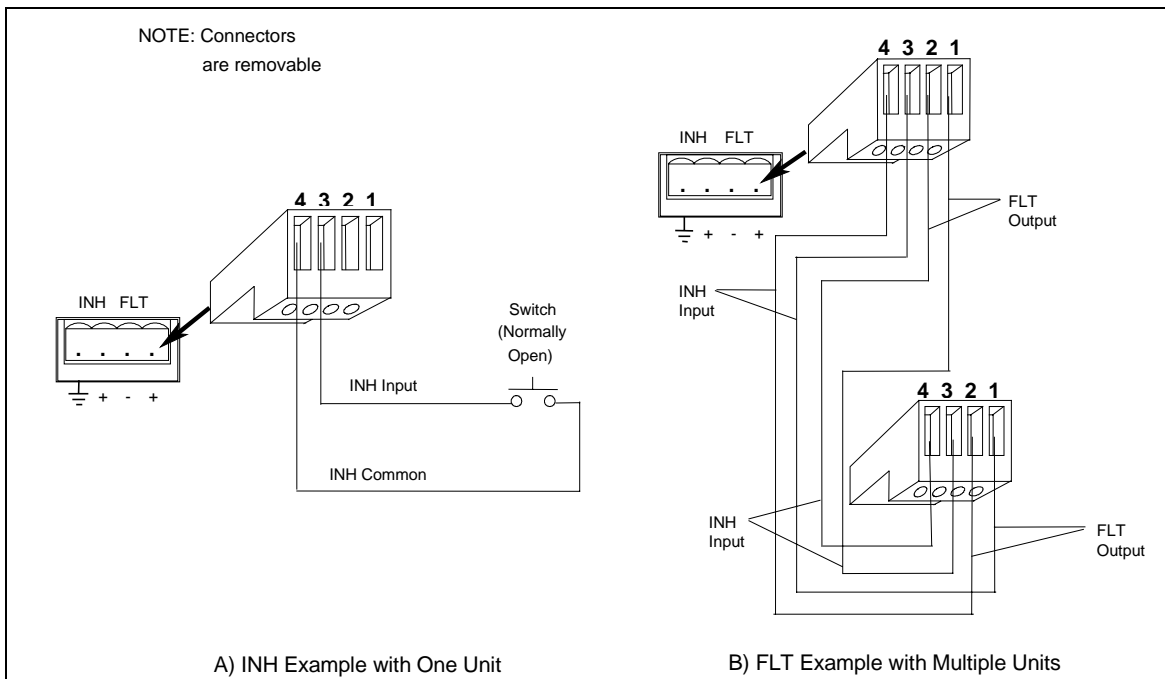 NOTE: Connectors
are removable
4 3 2 1
INH FLT
+ - +
Switch
(Normally
Open)
INH Input
INH Common
A) INH Example with One Unit
4 3 2 1
INH FLT
+ - +
FLT
Output
INH
Input
4 3 2 1
INH
Input
FLT
Output
B) FLT Example with Multiple Units